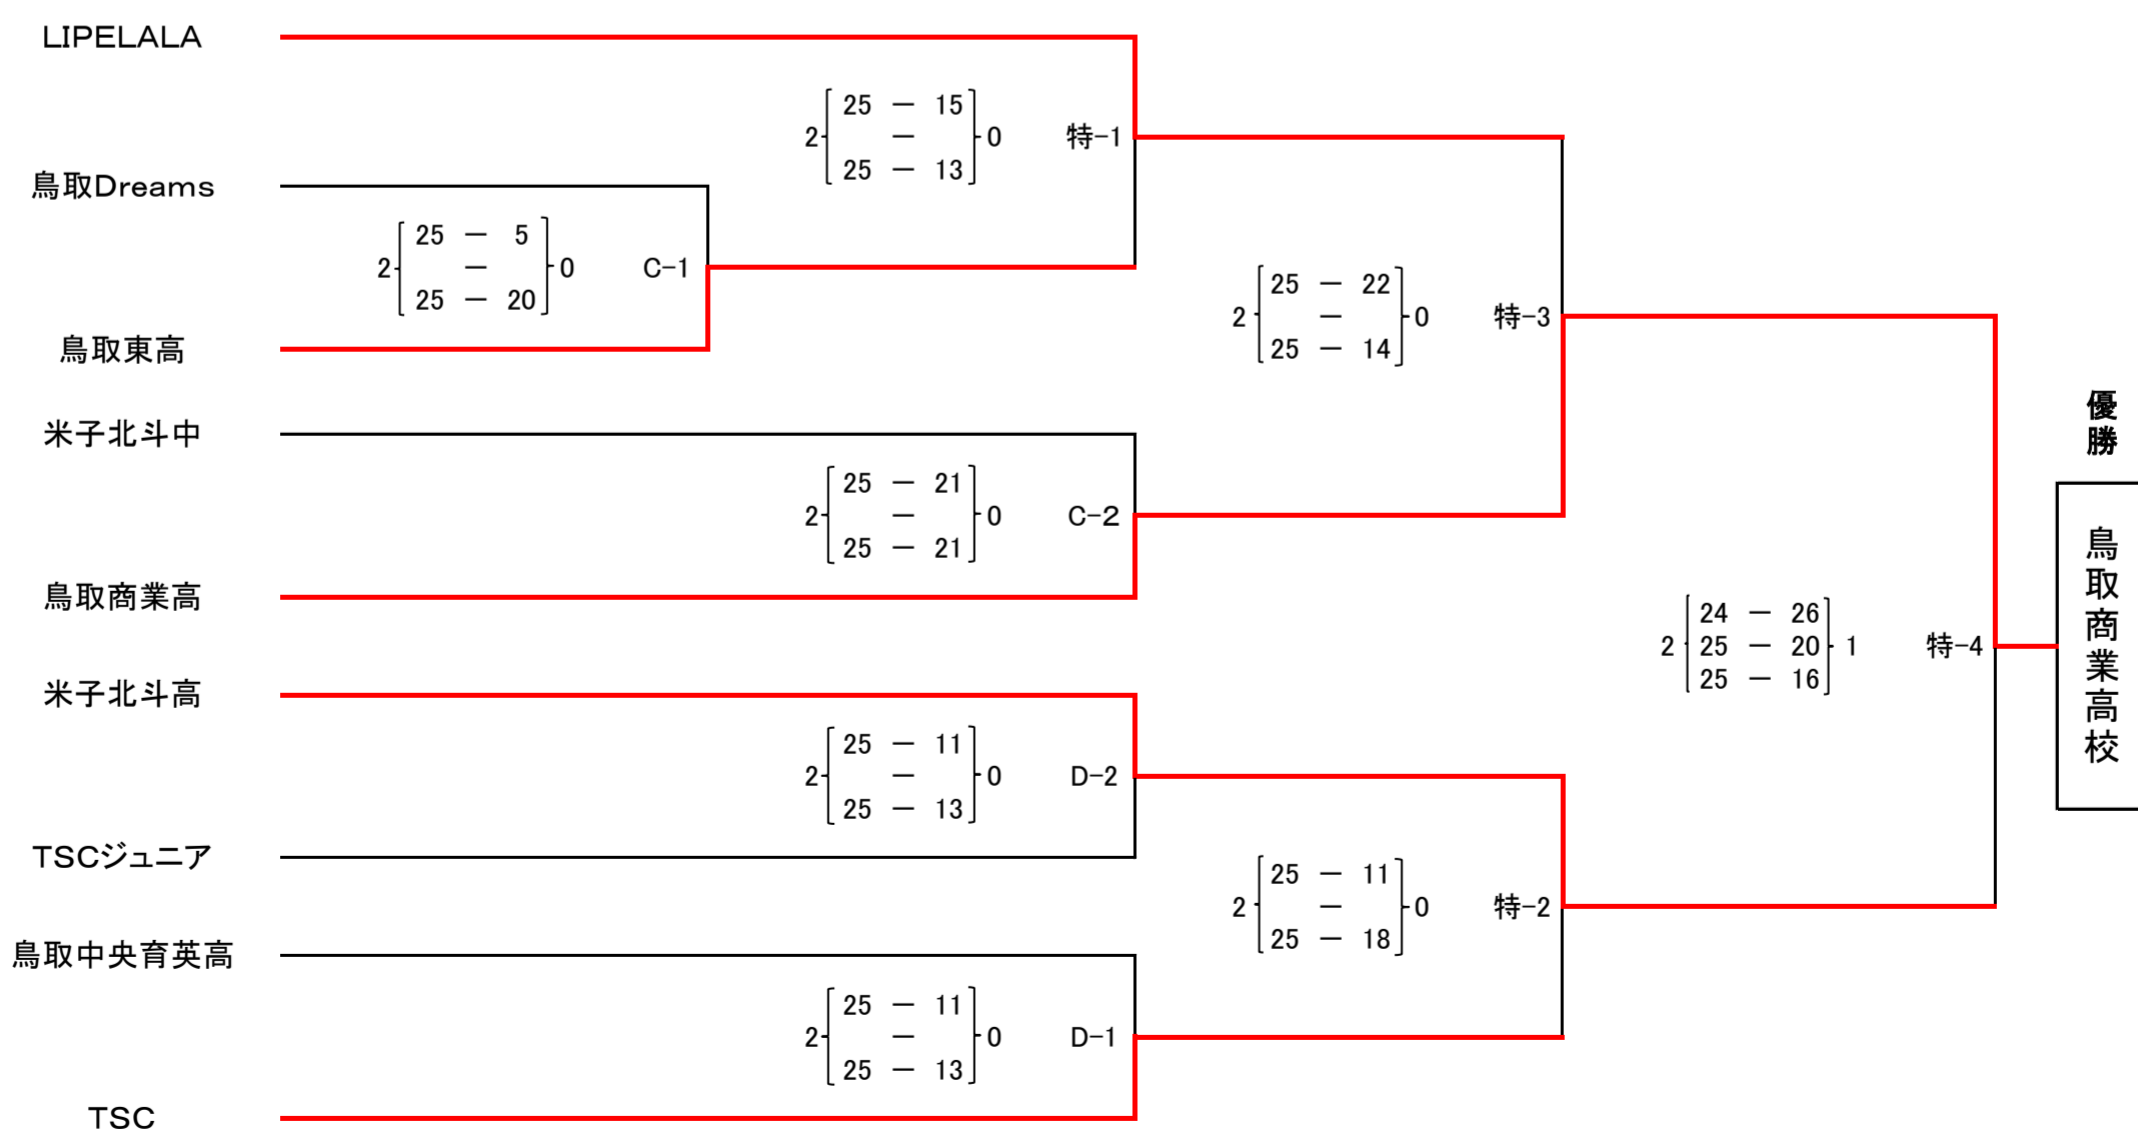 LIPELALA
25 － 15
2 － 0 特-1
25 － 13
鳥取Dreams
25 － 5
2 － 0 C-1
25 － 20
鳥取東高
25 － 22
2 － 0 特-3
25 － 14
米子北斗中
25 － 21
2 － 0 C-2
25 － 21
鳥取商業高
24 － 26
2 25 － 20 1 特-4
25 － 16
優勝
鳥取商業高校
米子北斗高
25 － 11
2 － 0 D-2
25 － 13
TSCジュニア
25 － 11
2 － 0 特-2
25 － 18
鳥取中央育英高
25 － 11
2 － 0 D-1
25 － 13
TSC